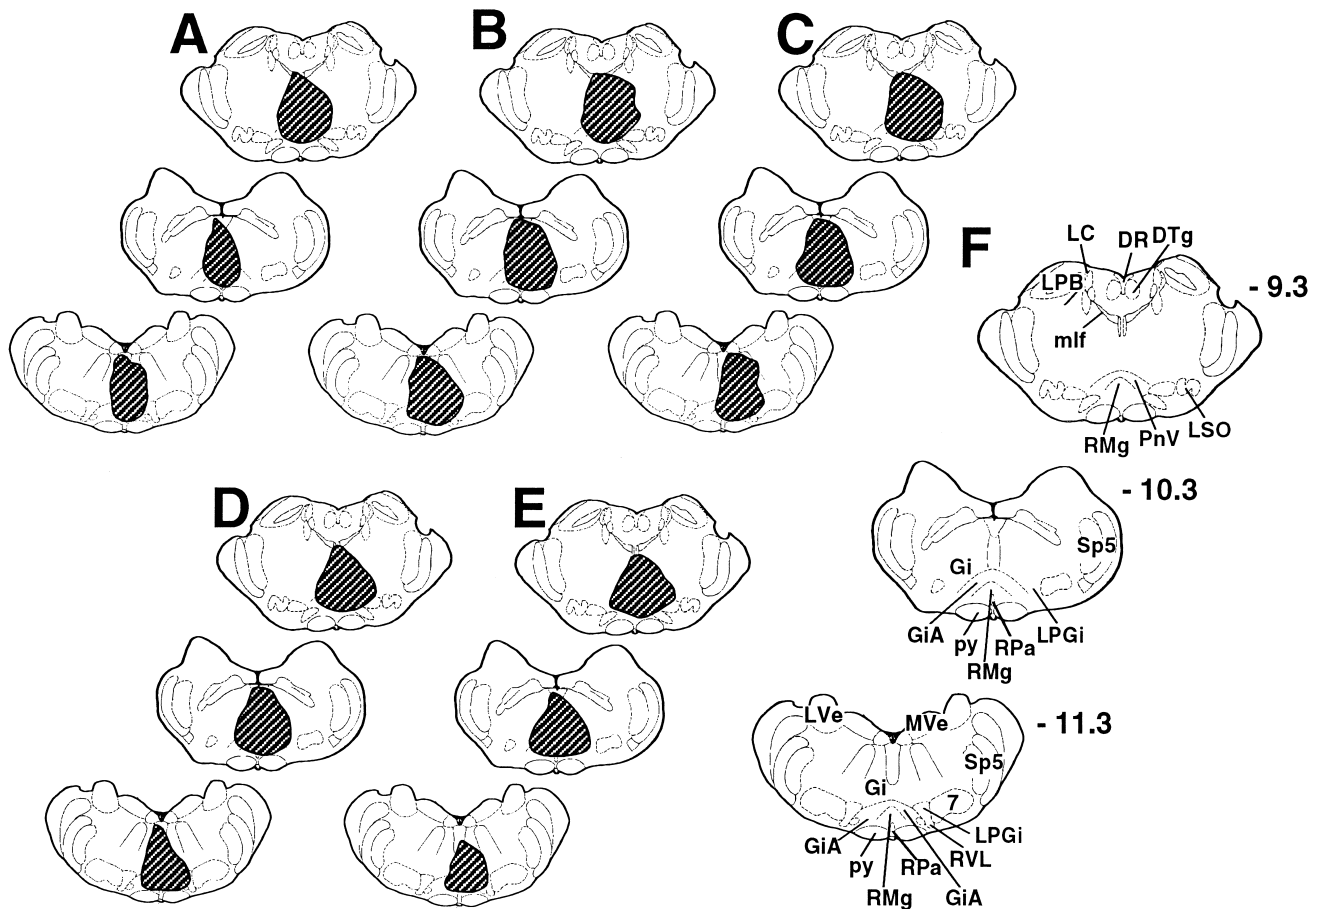 A
B
C
F
LC
DR
DTg
LPB
- 9.3
mlf
RMg
PnV
LSO
D
E
- 10.3
Sp5
Gi
GiA
py
RPa
LPGi
RMg
LVe
MVe
- 11.3
Sp5
Gi
7
GiA
LPGi
py
RPa
RVL
RMg
GiA